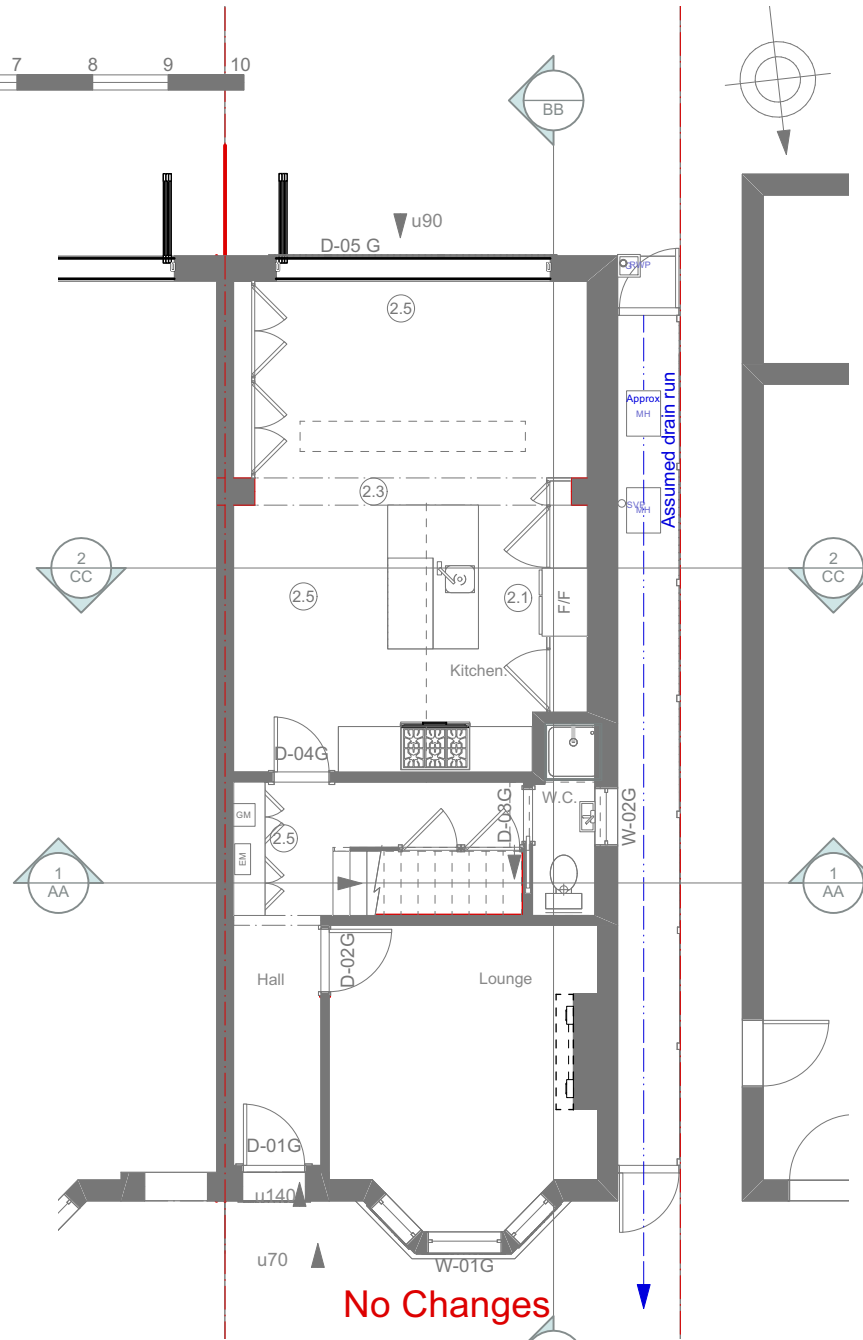 7 8 9 10
BB
u90
D-05 G
RWP
2.5
Approx
MH
Assumed drain run
2.3
SVP
MH
2
CC
2
CC
2.5
2.1
F/F
Kitchen.
D-04G
W.C.
D-08G
W-02G
GM
2.5
EM
1
AA
1
AA
D-02G
Hall
Lounge
D-01G
u140
u70
W-01G
No Changes